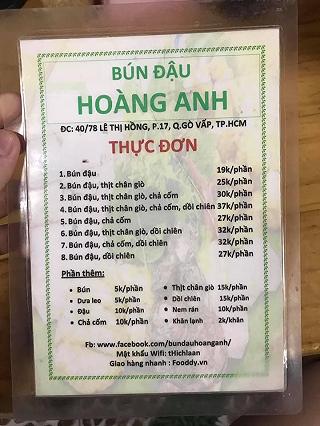 BÚN ĐẬU
HOÀNG ANH
ĐC: 40/78 LÊ THỊ HỒNG, P.17, Q.GÒ VẤP, TP.HCM
THỰC ĐƠN
1. Bún đậu 19k/phần
2. Bún đậu, thịt chân giò 25k/phần
3. Bún đậu, thịt chân giò, chả cốm 30k/phần
4. Bún đậu, thịt chân giò, chả cốm, dồi chiên 37k/phần
5. Bún đậu, chả cốm 27k/phần
6. Bún đậu, thịt chân giò, dồi chiên 32k/phần
7. Bún đậu, chả cốm, dồi chiên 32k/phần
8. Bún đậu, dồi chiên 27k/phần
Phần thêm:
• Bún 5k/phần • Thịt chân giò 15k/phần
• Dưa leo 5k/phần • Dồi chiên 15k/phần
• Đậu 10k/phần • Nem rán 10k/phần
• Chả cốm 10k/phần • Khăn lạnh 2k/khăn
Fb: www.facebook.com/bundauhoanganh/
Mật khẩu Wifi: tHichlaan
Giao hàng nhanh : Fooddy.vn